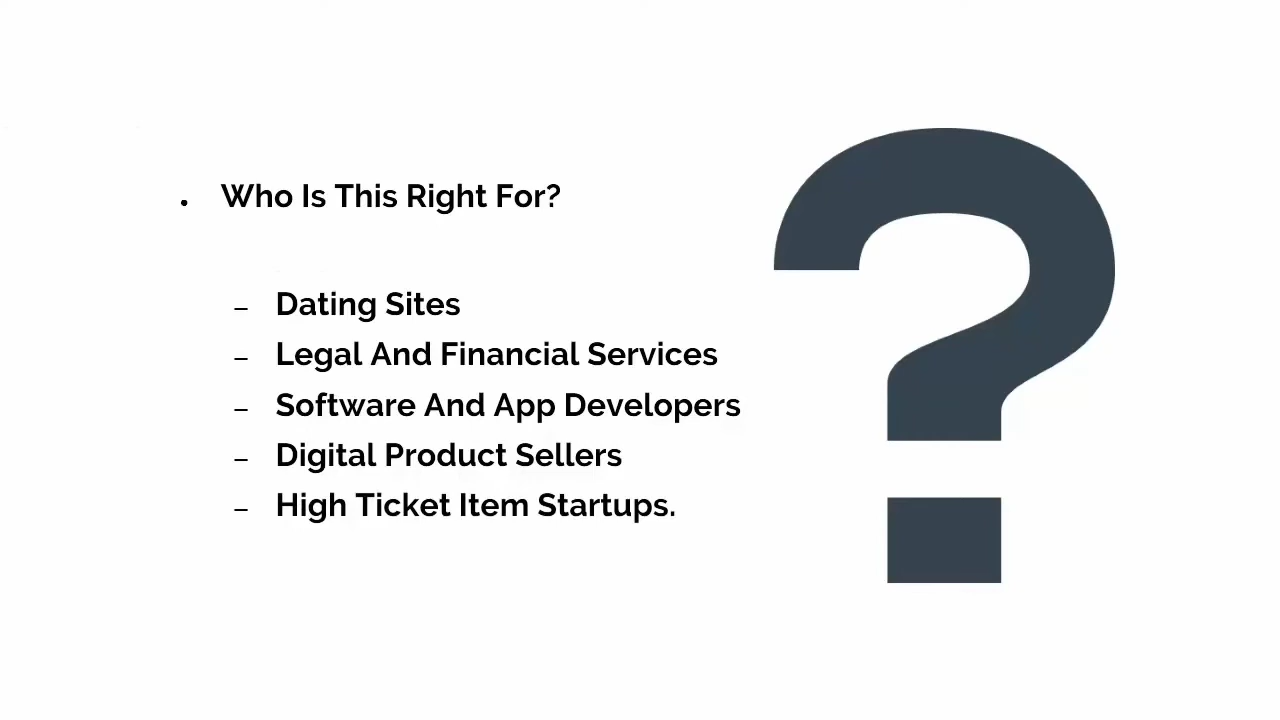 . Who Is This Right For?
– Dating Sites
– Legal And Financial Services
– Software And App Developers
– Digital Product Sellers
– High Ticket Item Startups.
?